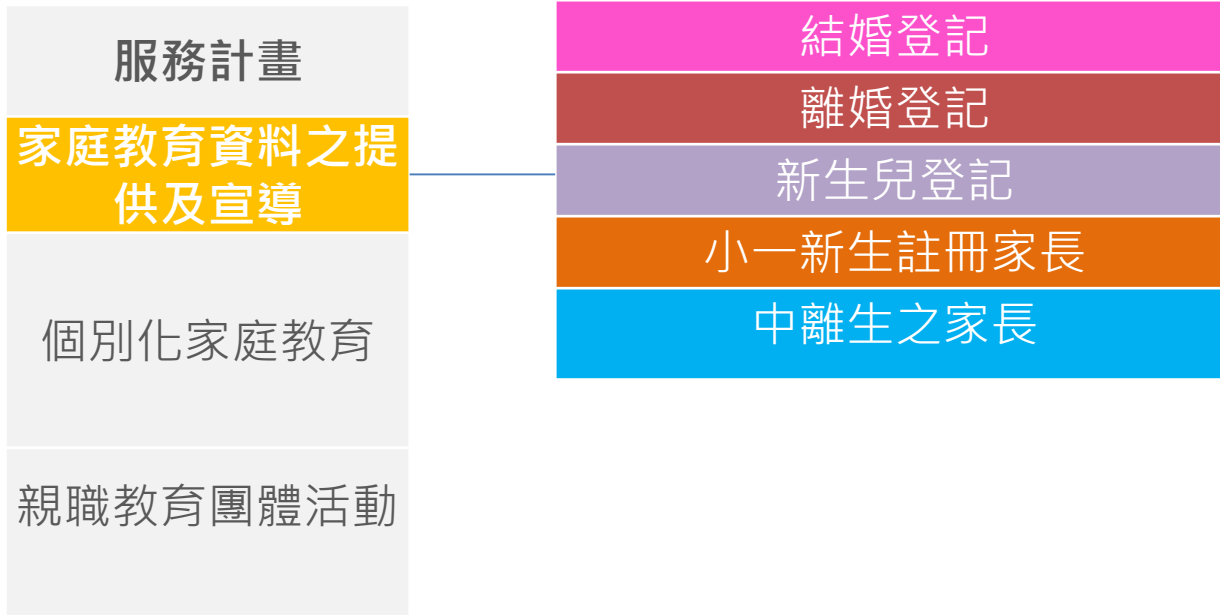 服務計畫
家庭教育資料之提
供及宣導
個別化家庭教育
親職教育團體活動
結婚登記
離婚登記
新生兒登記
小一新生註冊家長
中離生之家長